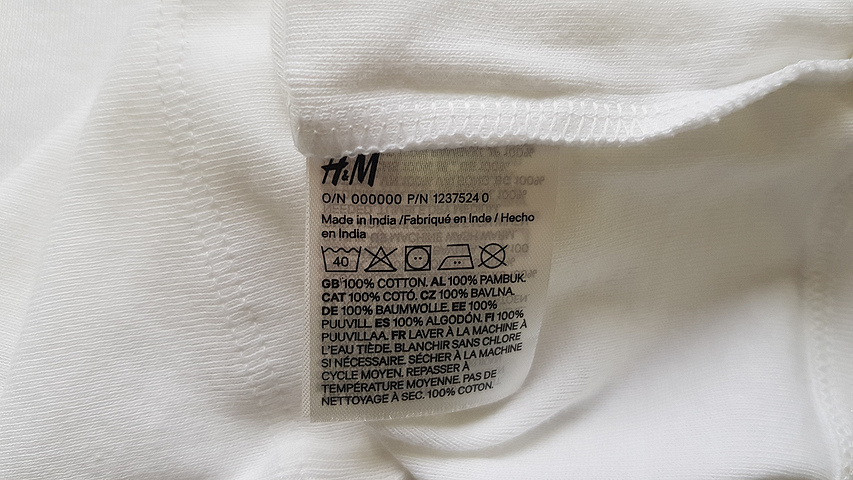 H&M
O/N 000000 P/N 1237524 0
Made in India /Fabriqué en Inde / Hecho
en India
40
GB 100% COTTON. AL 100% PAMBUK.
CAT 100% COTÓ. CZ 100% BAVLNA.
DE 100% BAUMWOLLE. EE 100%
PUUVILL. ES 100% ALGODÓN. FI 100%
PUUVILLAA. FR LAVER À LA MACHINE À
L'EAU TIÈDE. BLANCHIR SANS CHLORE
SI NÉCESSAIRE. SÉCHER À LA MACHINE
CYCLE MOYEN. REPASSER À
TEMPÉRATURE MOYENNE. PAS DE
NETTOYAGE À SEC. 100% COTON.